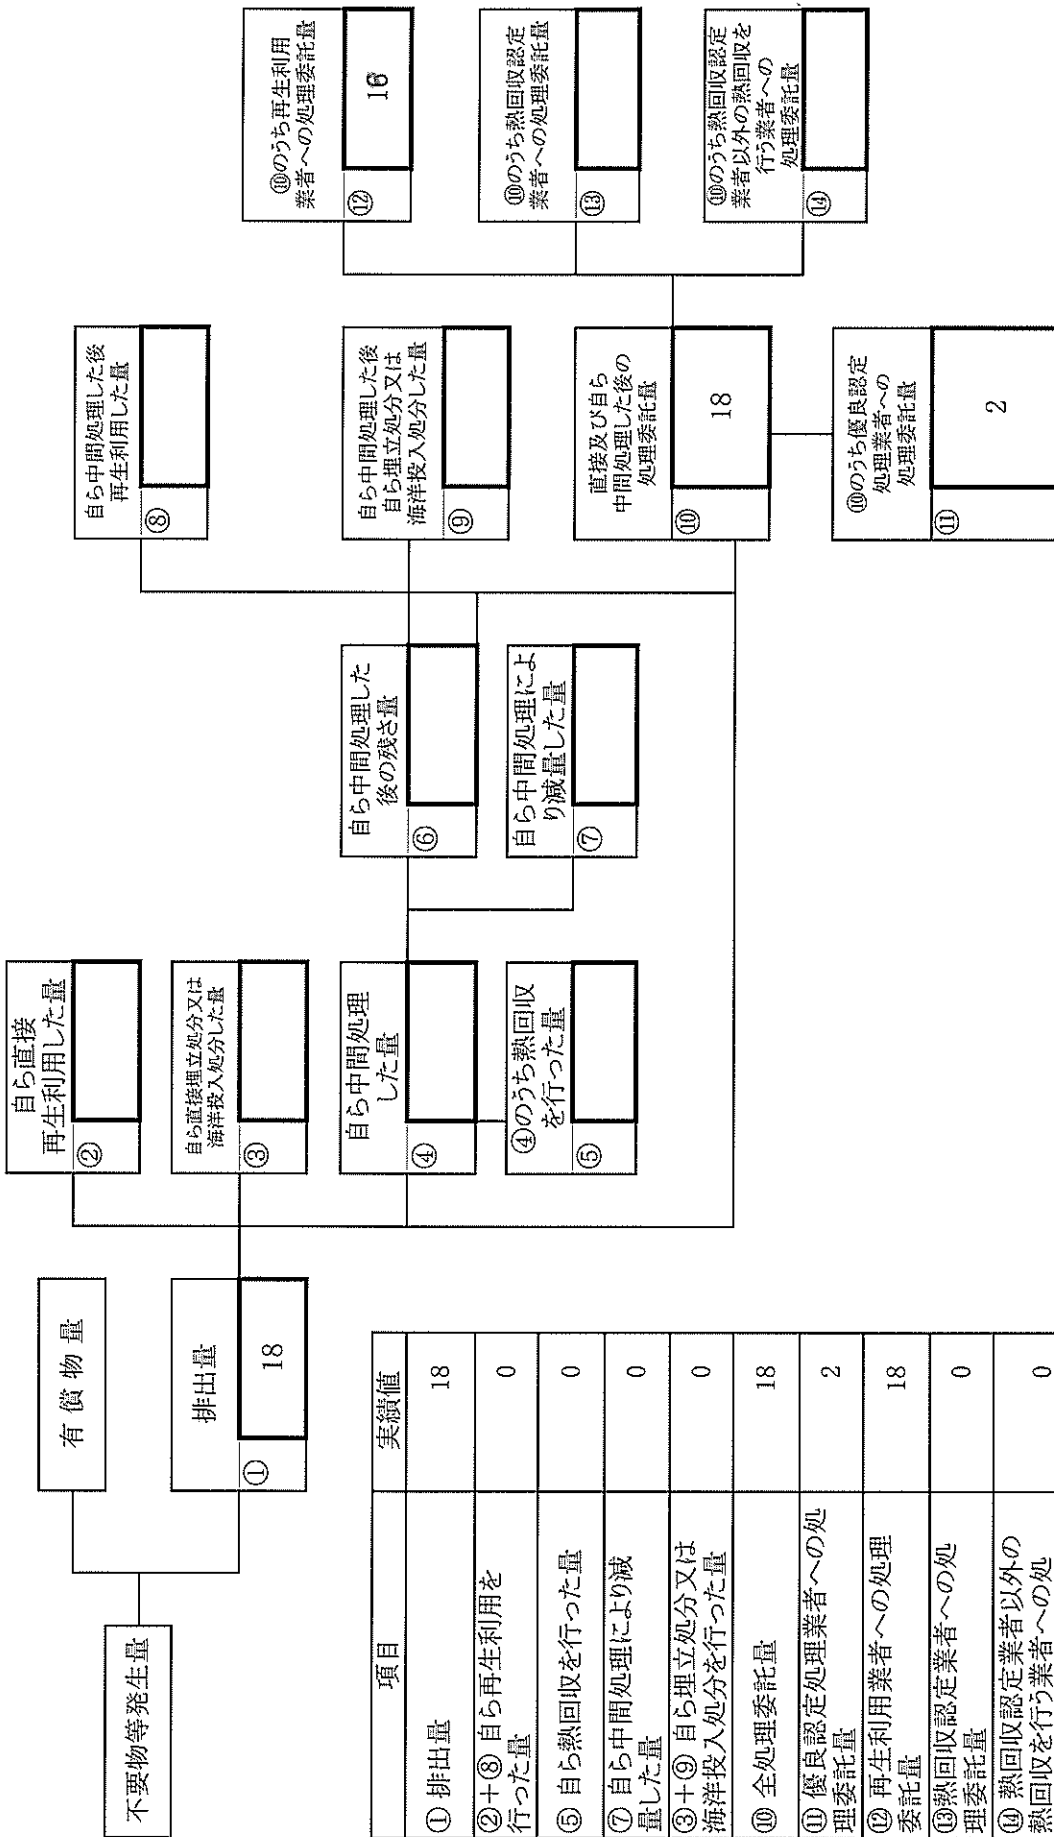 不要物等発生量
有償物量
排出量
①
18
自ら直接
再生利用した量
②
自ら直接埋立処分又は
海洋投入処分した量
③
自ら中間処理
した量
④
④のうち熱回収
を行った量
⑤
自ら中間処理した
後の残さ量
⑥
自ら中間処理によ
り減量した量
⑦
自ら中間処理した後
再生利用した量
⑧
自ら中間処理した後
自ら埋立処分又は
海洋投入処分した量
⑨
直接及び自ら
中間処理した後の
処理委託量
⑩
18
⑩のうち優良認定
処理業者への
処理委託量
⑪
2
⑩のうち再生利用
業者への処理委託量
⑫
⑩のうち熱回収認定
業者への処理委託量
⑬
⑩のうち熱回収認定
業者以外の熱回収を
行う業者への
処理委託量
⑭
項目 実績値
① 排出量 18
②+⑧ 自ら再生利用を
行った量 0
⑤ 自ら熱回収を行った量 0
⑦ 自ら中間処理により減
量した量 0
③+⑨ 自ら埋立処分又は
海洋投入処分を行った量 0
⑩ 全処理委託量 18
⑪ 優良認定処理業者への処
理委託量 2
⑫ 再生利用業者への処理
委託量 18
⑬熱回収認定業者への処
理委託量 0
⑭ 熱回収認定業者以外の
熱回収を行う業者への処 0